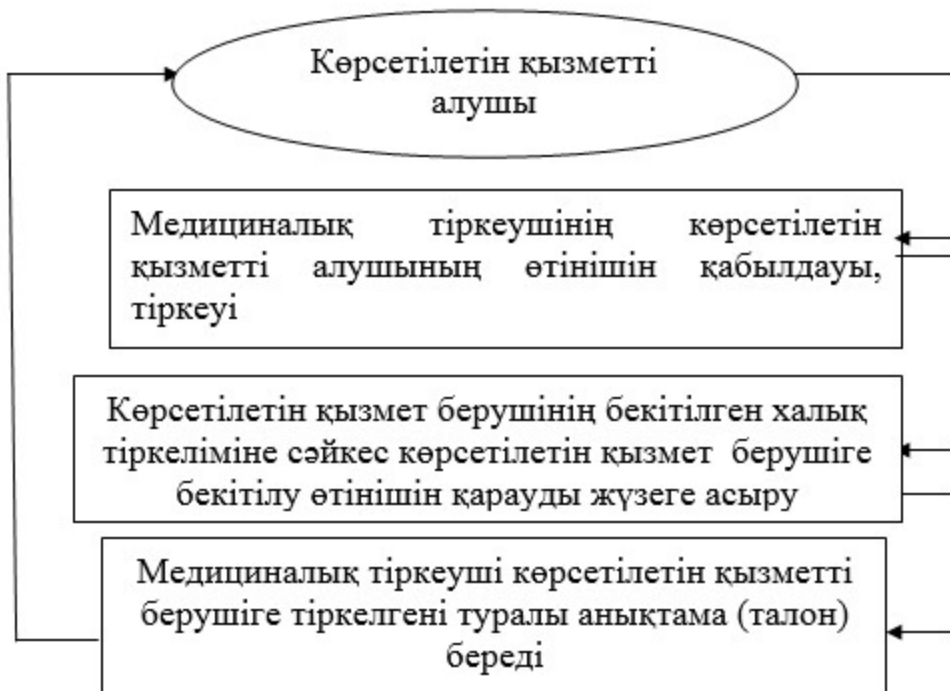 Көрсетілетін қызметті
алушы
Медициналық тіркеушінің көрсетілетін
қызметті алушының өтінішін қабылдауы,
тіркеуі
Көрсетілетін қызмет берушінің бекітілген халық
тіркеліміне сәйкес көрсетілетін қызмет берушіге
бекітілу өтінішін қарауды жүзеге асыру
Медициналық тіркеуші көрсетілетін қызметті
берушіге тіркелгені туралы анықтама (талон)
береді